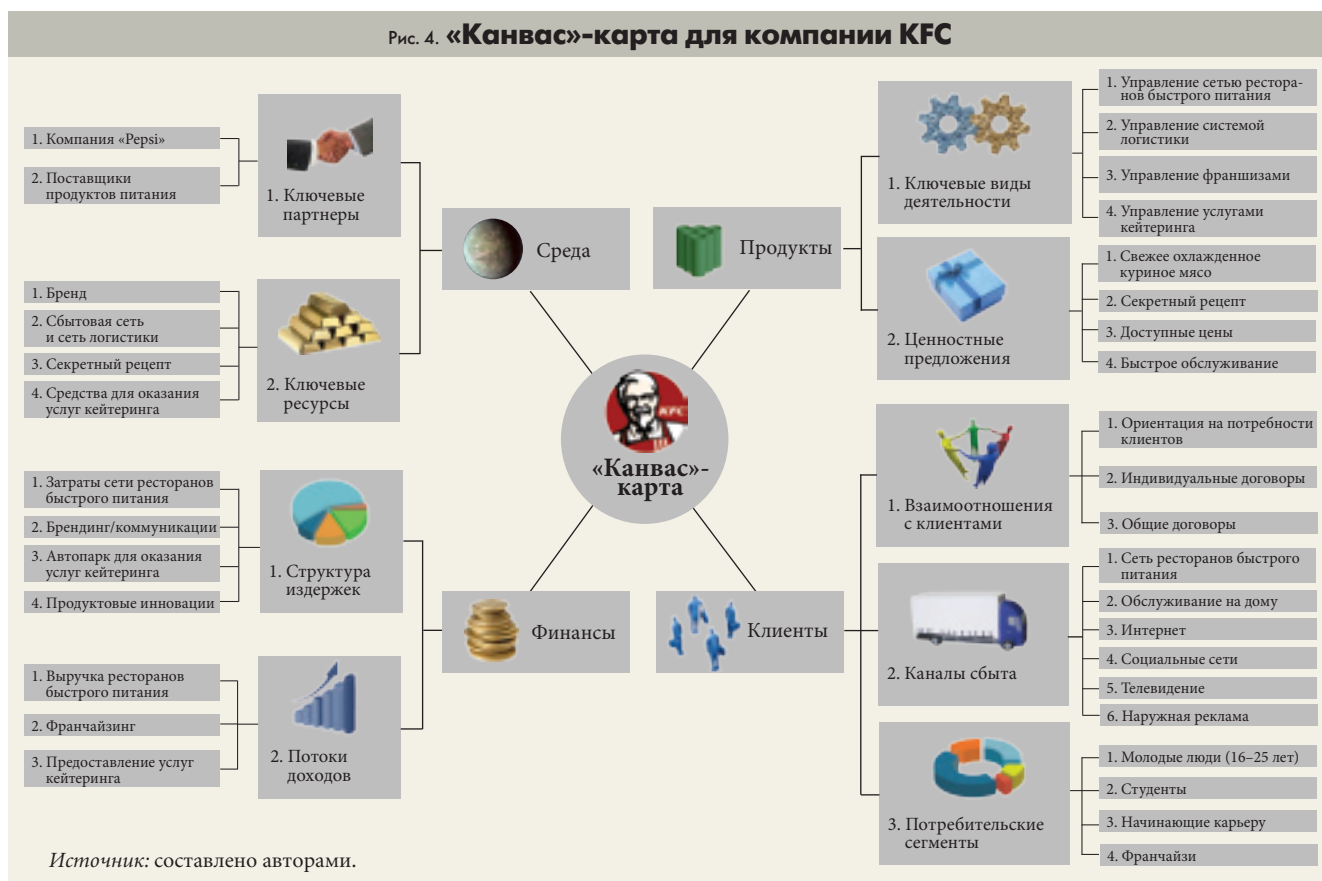 Рис. 4. «Канвас»-карта для компании KFC
1. Компания «Pepsi»
2. Поставщики
продуктов питания
1. Ключевые
партнеры
1. Бренд
2. Сбытовая сеть
и сеть логистики
3. Секретный рецепт
4. Средства для оказания
услуг кейтеринга
2. Ключевые
ресурсы
Среда
Продукты
1. Ключевые виды
деятельности
1. Управление сетью рестора-
нов быстрого питания
2. Управление системой
логистики
3. Управление франшизами
4. Управление услугами
кейтеринга
2. Ценностные
предложения
1. Свежее охлажденное
куриное мясо
2. Секретный рецепт
3. Доступные цены
4. Быстрое обслуживание
KFC
«Канвас»-
карта
1. Затраты сети ресторанов
быстрого питания
2. Брендинг/коммуникации
3. Автопарк для оказания
услуг кейтеринга
4. Продуктовые инновации
1. Структура
издержек
1. Выручка ресторанов
быстрого питания
2. Франчайзинг
3. Предоставление услуг
кейтеринга
2. Потоки
доходов
Финансы
Клиенты
1. Взаимоотношения
с клиентами
1. Ориентация на потребности
клиентов
2. Индивидуальные договоры
3. Общие договоры
2. Каналы сбыта
1. Сеть ресторанов быстрого
питания
2. Обслуживание на дому
3. Интернет
4. Социальные сети
5. Телевидение
6. Наружная реклама
3. Потребительские
сегменты
1. Молодые люди (16–25 лет)
2. Студенты
3. Начинающие карьеру
4. Франчайзи
Источник: составлено авторами.